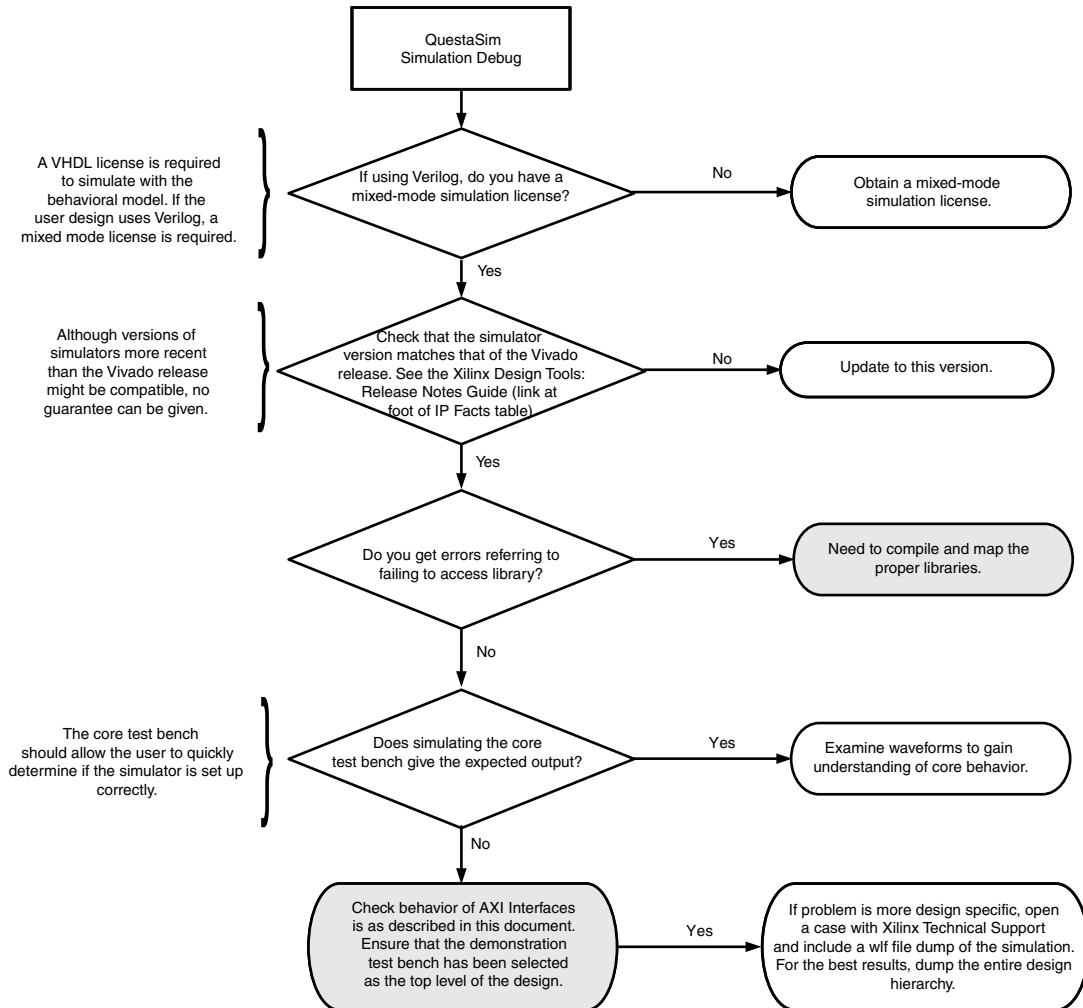 QuestaSim
Simulation Debug
A VHDL license is required
to simulate with the
behavioral model. If the
user design uses Verilog, a
mixed mode license is required.
If using Verilog, do you have a
mixed-mode simulation license?
No
Obtain a mixed-mode
simulation license.
Yes
Although versions of
simulators more recent
than the Vivado release
might be compatible, no
guarantee can be given.
Check that the simulator
version matches that of the Vivado
release. See the Xilinx Design Tools:
Release Notes Guide (link at
foot of IP Facts table)
No
Update to this version.
Yes
Do you get errors referring to
failing to access library?
Yes
Need to compile and map the
proper libraries.
No
The core test bench
should allow the user to quickly
determine if the simulator is set up
correctly.
Does simulating the core
test bench give the expected output?
Yes
Examine waveforms to gain
understanding of core behavior.
No
Check behavior of AXI Interfaces
is as described in this document.
Ensure that the demonstration
test bench has been selected
as the top level of the design.
Yes
If problem is more design specific, open
a case with Xilinx Technical Support
and include a wlf file dump of the simulation.
For the best results, dump the entire design
hierarchy.